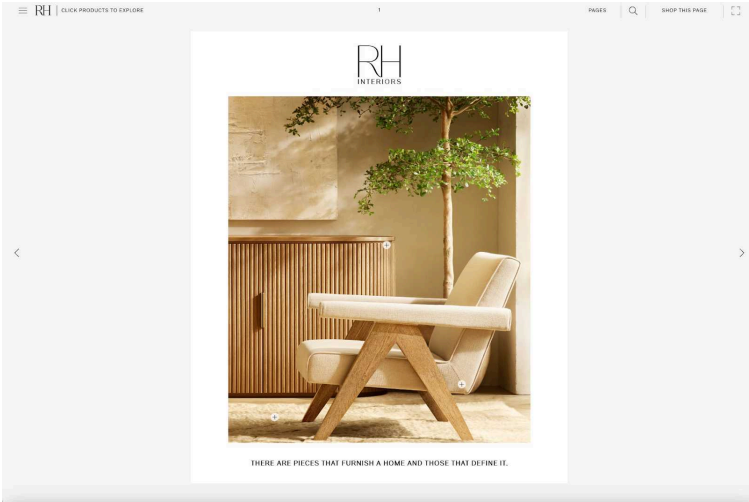 RH CLICK PRODUCTS TO EXPLORE
1
PAGES
SHOP THIS PAGE
RH
INTERIORS
THERE ARE PIECES THAT FURNISH A HOME AND THOSE THAT DEFINE IT.